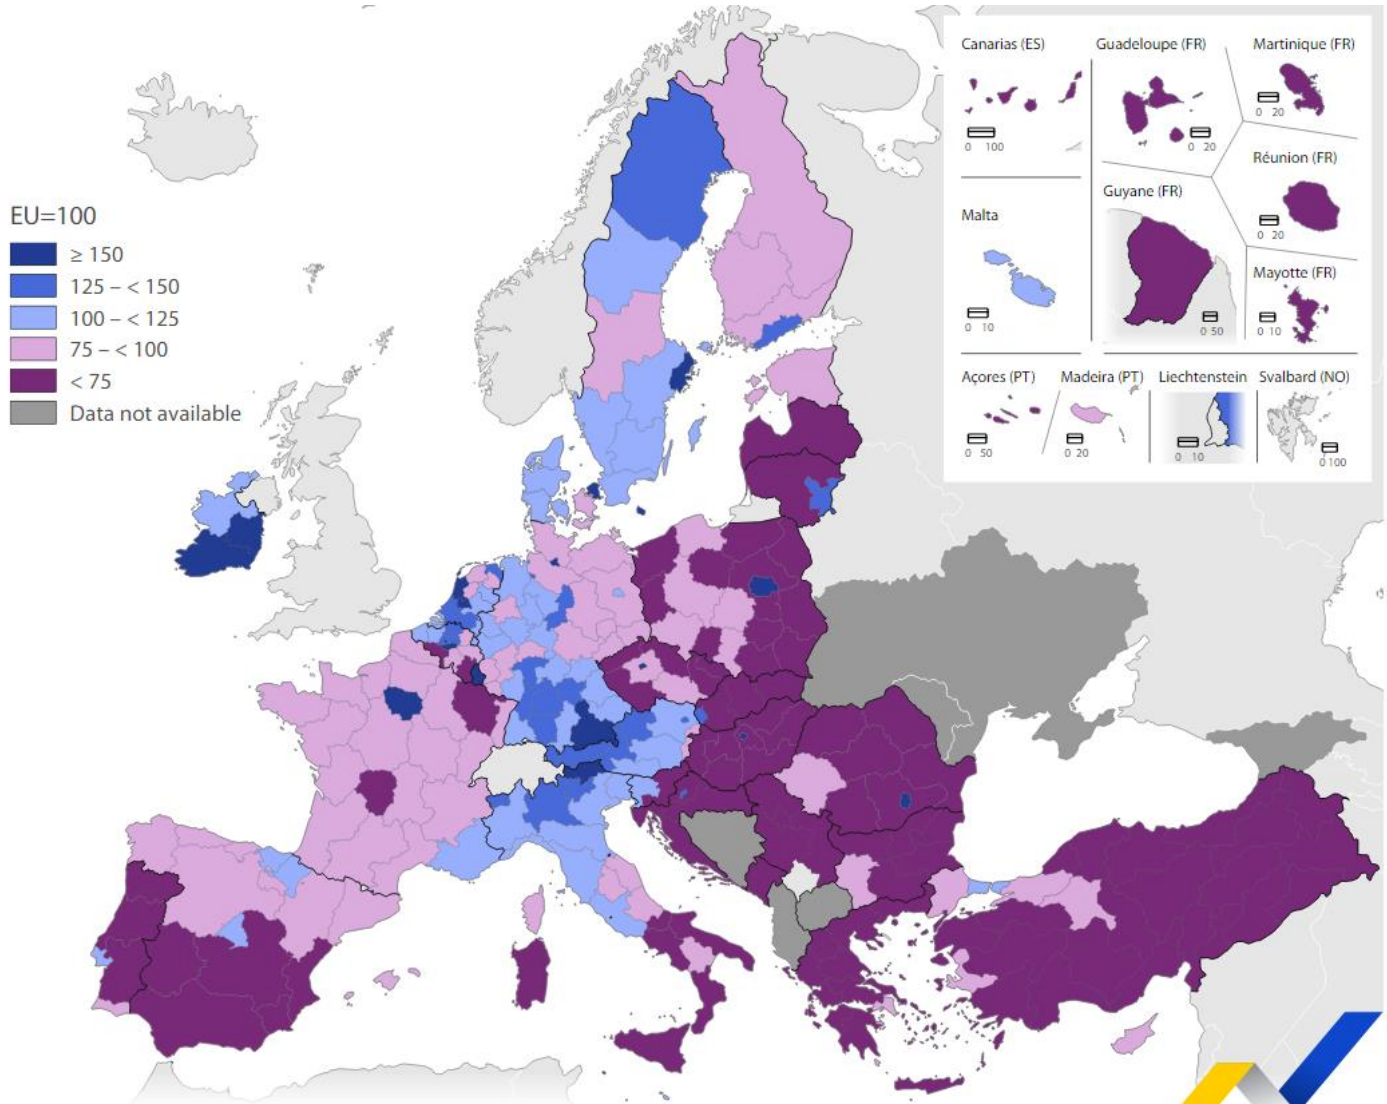 EU=100
≥ 150
125 – < 150
100 – < 125
75 – < 100
< 75
Data not available
Canarias (ES)
0 100
Guadeloupe (FR)
0 20
Martinique (FR)
0 20
Réunion (FR)
0 20
Guyane (FR)
0 50
Mayotte (FR)
0 10
Malta
0 10
Açores (PT)
0 50
Madeira (PT)
0 20
Liechtenstein
0 10
Svalbard (NO)
0 100